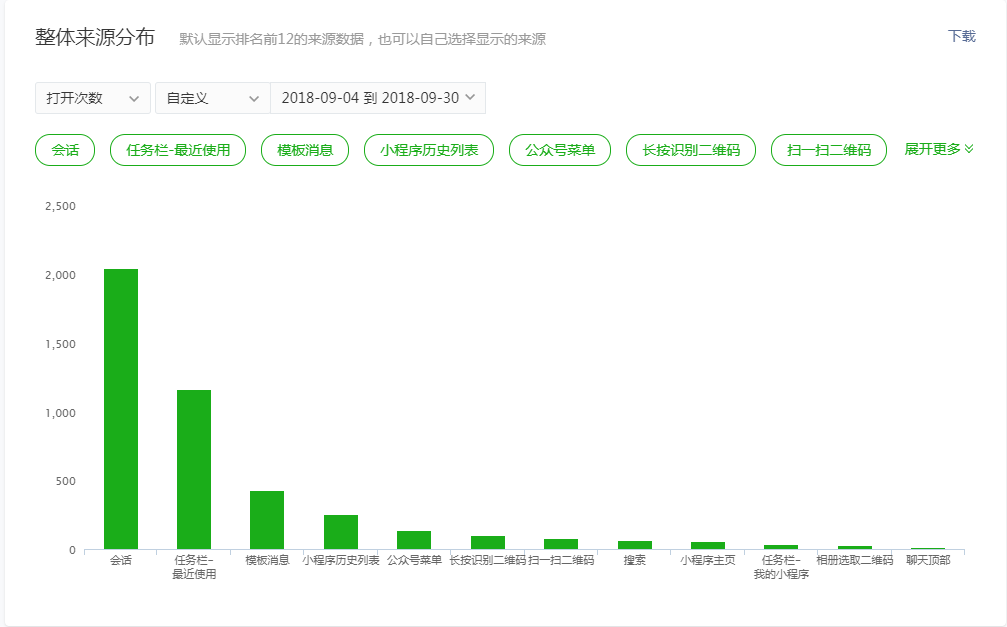 整体来源分布 默认显示排名前12的来源数据，也可以自己选择显示的来源 下载
打开次数 自定义 2018-09-04 到 2018-09-30
会话 任务栏-最近使用 模板消息 小程序历史列表 公众号菜单 长按识别二维码 扫一扫二维码 展开更多
2,500
2,000
1,500
1,000
500
0
会话 任务栏- 模板消息 小程序历史列表 公众号菜单 长按识别二维码 扫一扫二维码 搜索 小程序主页 任务栏- 相册选取二维码 聊天顶部
最近使用 我的小程序